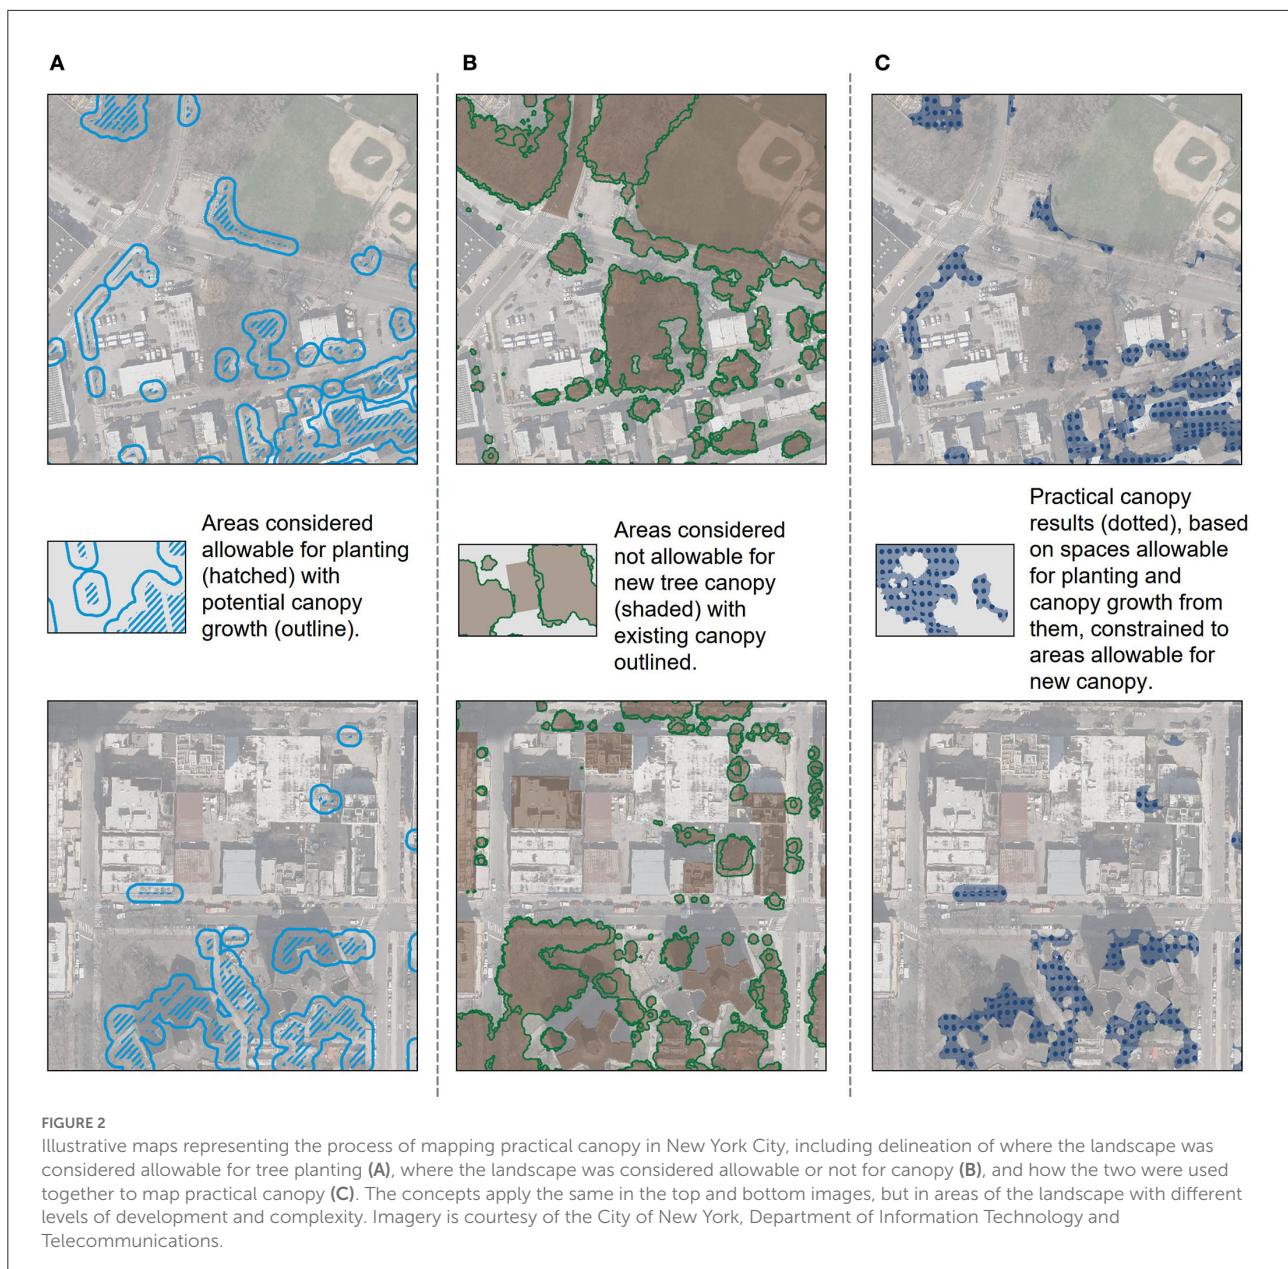 A
B
C
Areas considered
allowable for planting
(hatched) with
potential canopy
growth (outline).
Areas considered
not allowable for
new tree canopy
(shaded) with
existing canopy
outlined.
Practical canopy
results (dotted), based
on spaces allowable
for planting and
canopy growth from
them, constrained to
areas allowable for
new canopy.
FIGURE 2
Illustrative maps representing the process of mapping practical canopy in New York City, including delineation of where the landscape was
considered allowable for tree planting (A), where the landscape was considered allowable or not for canopy (B), and how the two were used
together to map practical canopy (C). The concepts apply the same in the top and bottom images, but in areas of the landscape with different
levels of development and complexity. Imagery is courtesy of the City of New York, Department of Information Technology and
Telecommunications.